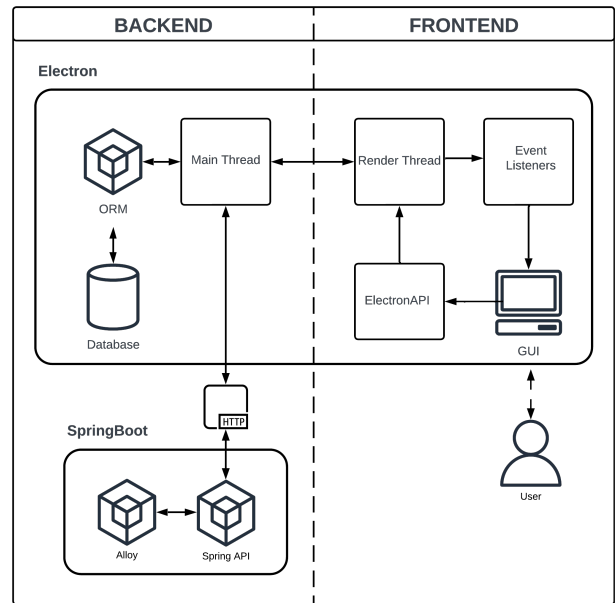 BACKEND
FRONTEND
Electron
Main Thread
Render Thread
Event
Listeners
ORM
ElectronAPI
Database
GUI
HTTP
SpringBoot
User
Alloy
Spring API